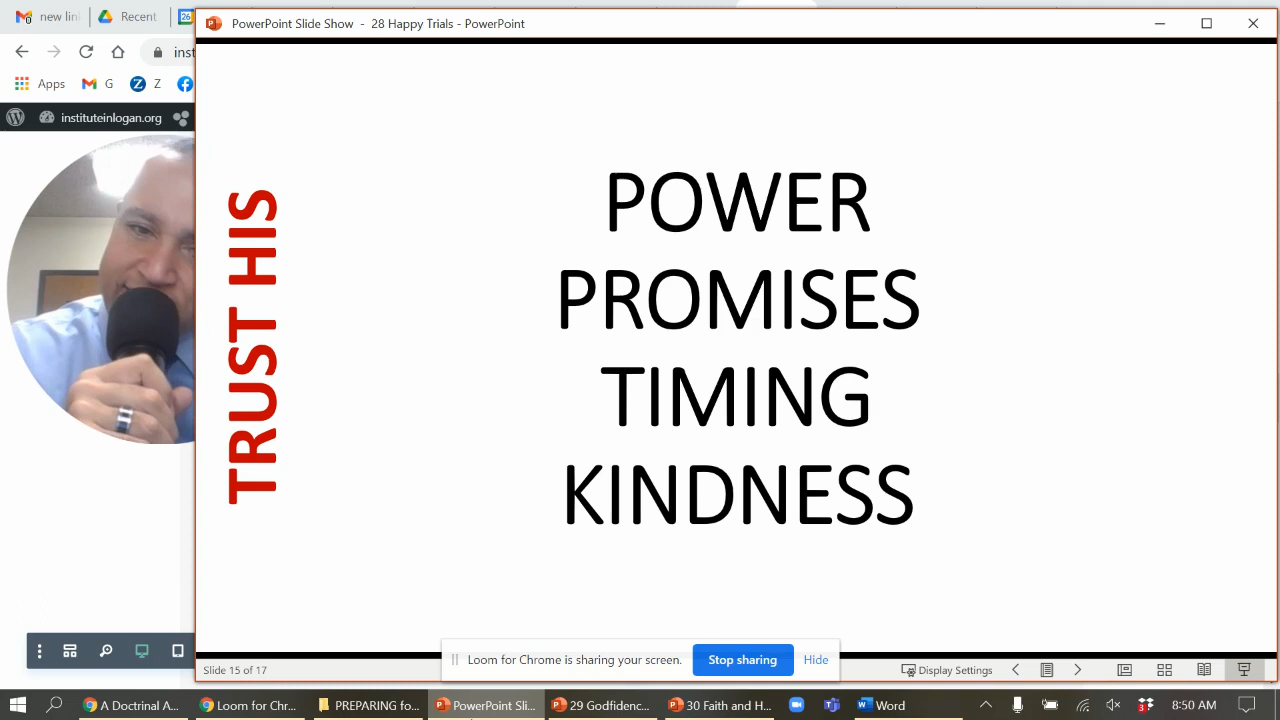 new lin
Recent
PowerPoint Slide Show - 28 Happy Trials - PowerPoint
inst
Apps
G
Z
instituteinlogan.org
TRUST HIS
POWER
PROMISES
TIMING
KINDNESS
Loom for Chrome is sharing your screen.
Stop sharing
Hide
Slide 15 of 17
Display Settings
A Doctrinal A...
Loom for Chr...
PREPARING fo...
PowerPoint Sli...
29 Godfidenc...
30 Faith and H...
Word
3
8:50 AM